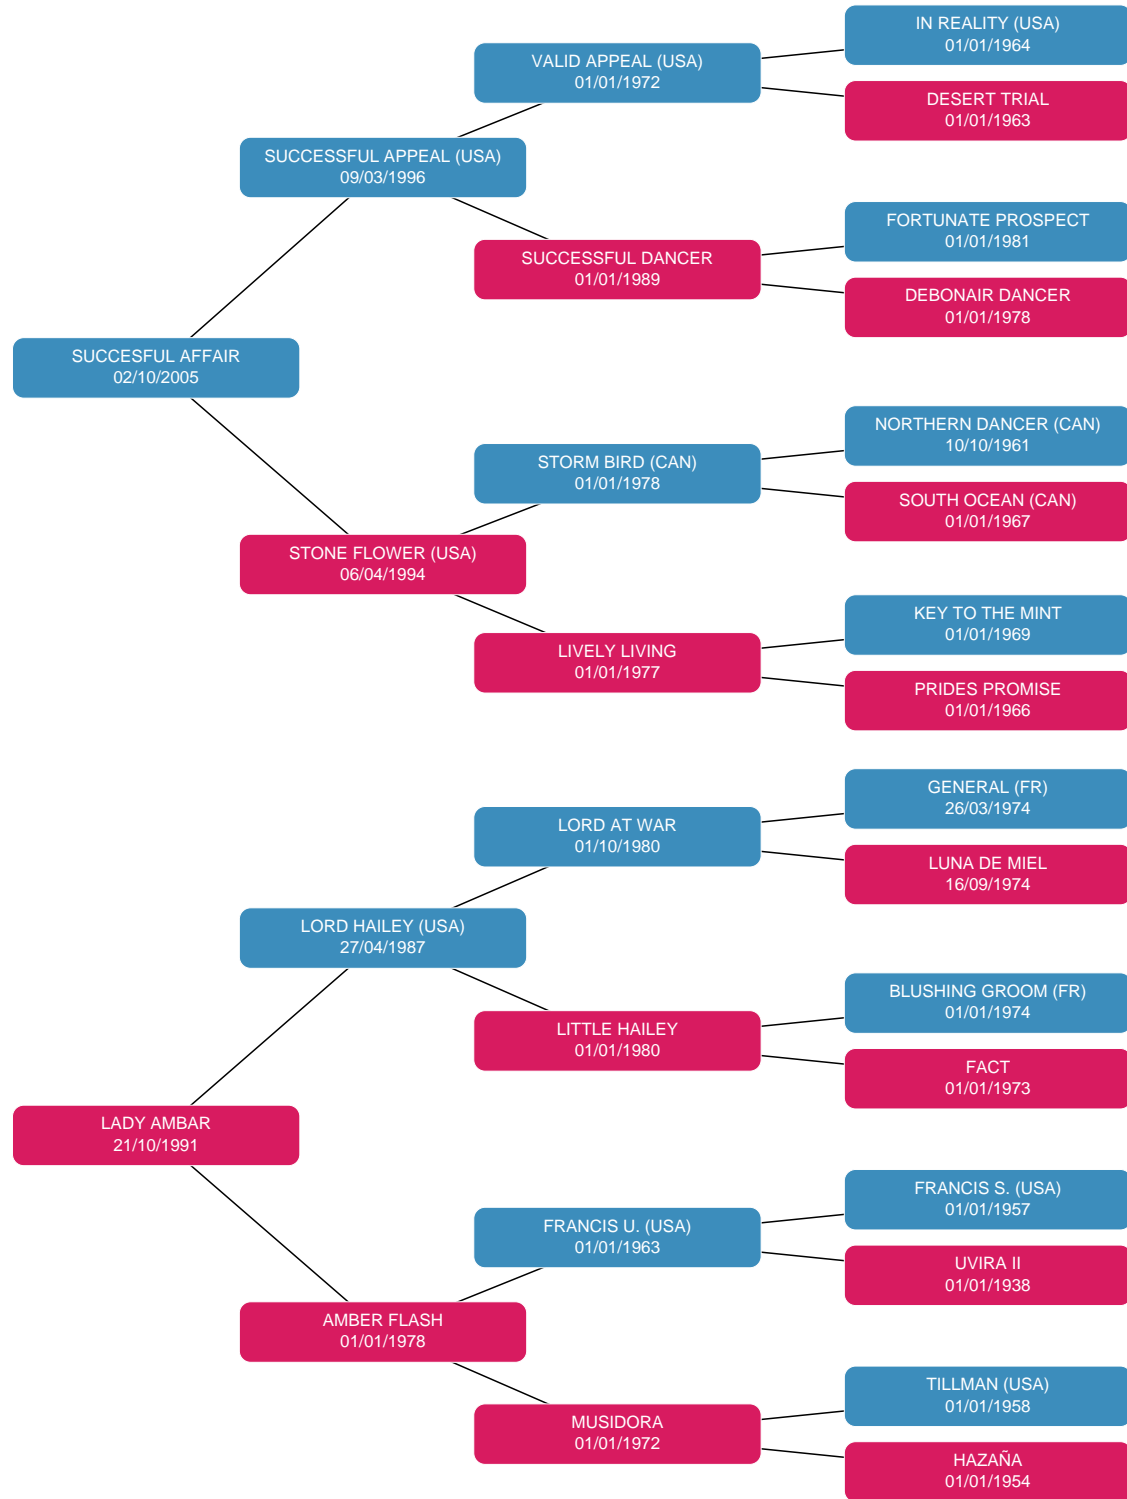 IN REALITY (USA)
01/01/1964
VALID APPEAL (USA)
01/01/1972
DESERT TRIAL
01/01/1963
SUCCESSFUL APPEAL (USA)
09/03/1996
FORTUNATE PROSPECT
01/01/1981
SUCCESSFUL DANCER
01/01/1989
DEBONAIR DANCER
01/01/1978
SUCCESFUL AFFAIR
02/10/2005
NORTHERN DANCER (CAN)
10/10/1961
STORM BIRD (CAN)
01/01/1978
SOUTH OCEAN (CAN)
01/01/1967
STONE FLOWER (USA)
06/04/1994
KEY TO THE MINT
01/01/1969
LIVELY LIVING
01/01/1977
PRIDES PROMISE
01/01/1966
GENERAL (FR)
26/03/1974
LORD AT WAR
01/10/1980
LUNA DE MIEL
16/09/1974
LORD HAILEY (USA)
27/04/1987
BLUSHING GROOM (FR)
01/01/1974
LITTLE HAILEY
01/01/1980
FACT
01/01/1973
LADY AMBAR
21/10/1991
FRANCIS S. (USA)
01/01/1957
FRANCIS U. (USA)
01/01/1963
UVIRA II
01/01/1938
AMBER FLASH
01/01/1978
TILLMAN (USA)
01/01/1958
MUSIDORA
01/01/1972
HAZAÑA
01/01/1954